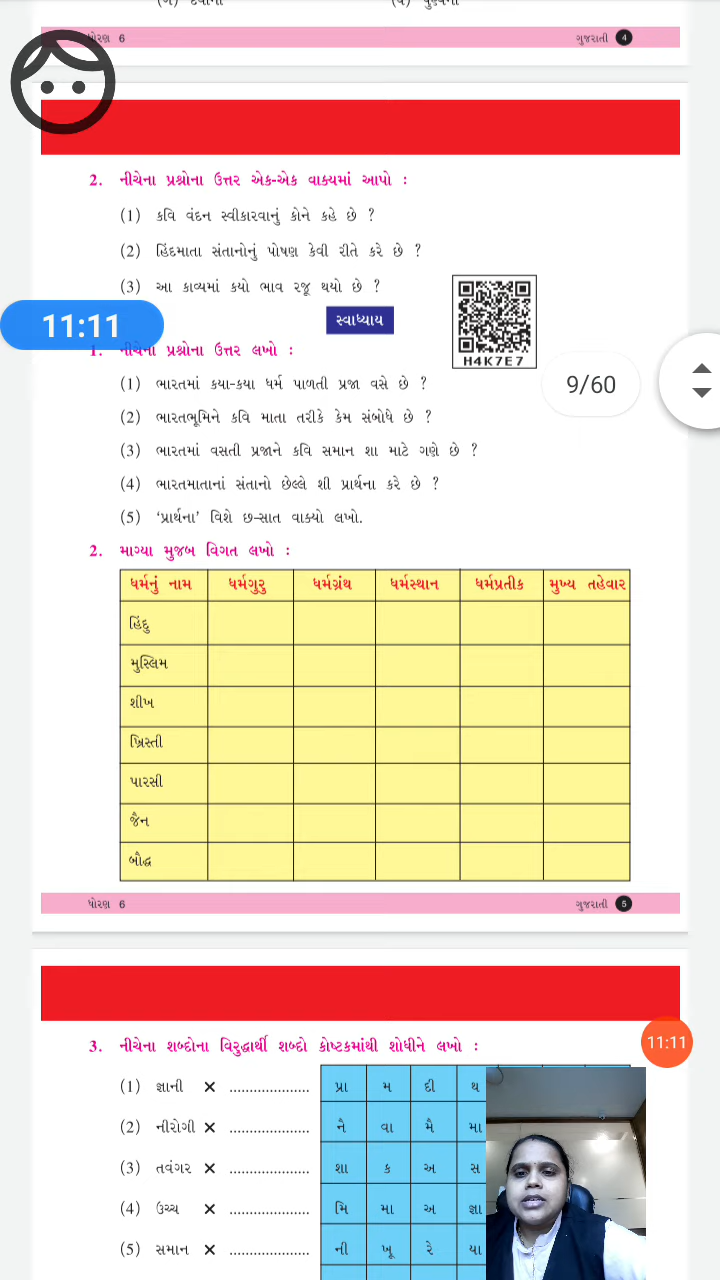 ધોરણ 6 ગુજરાતી 4
2. નીચેના પ્રશ્નોના ઉત્તર એક-એક વાક્યમાં આપો :
(1) કવિ વંદન સ્વીકારવાનું કોને કહે છે ?
(2) હિંદમાતા સંતાનોનું પોષણ કેવી રીતે કરે છે ?
(3) આ કાવ્યમાં કયો ભાવ રજૂ થયો છે ?
સ્વાધ્યાય
H4K7E7
11:11
1. નીચેના પ્રશ્નોના ઉત્તર લખો :
9/60
(1) ભારતમાં કયા-કયા ધર્મ પાળતી પ્રજા વસે છે ?
(2) ભારતભૂમિને કવિ માતા તરીકે કેમ સંબોધે છે ?
(3) ભારતમાં વસતી પ્રજાને કવિ સમાન શા માટે ગણે છે ?
(4) ભારતમાતાનાં સંતાનો છેલ્લે શી પ્રાર્થના કરે છે ?
(5) ‘પ્રાર્થના’ વિશે છ-સાત વાક્યો લખો.
2. માગ્યા મુજબ વિગત લખો :
ધર્મનું નામ ધર્મગુરુ ધર્મગ્રંથ ધર્મસ્થાન ધર્મપ્રતીક મુખ્ય તહેવાર
હિંદુ
મુસ્લિમ
શીખ
ખ્રિસ્તી
પારસી
જૈન
બૌદ્ધ
ધોરણ 6 ગુજરાતી 5
3. નીચેના શબ્દોના વિરુદ્ધાર્થી શબ્દો કોષ્ટકમાંથી શોધીને લખો :
11:11
(1) જ્ઞાની × .................... પ્રા મ દી થ
(2) નીરોગી × .................... નૈ વા મૈ મા
(3) તવંગર × .................... શા ક અ સ
(4) ઉચ્ચ × .................... મિ મા અ જ્ઞા
(5) સમાન × .................... ની ખૂ રે યા